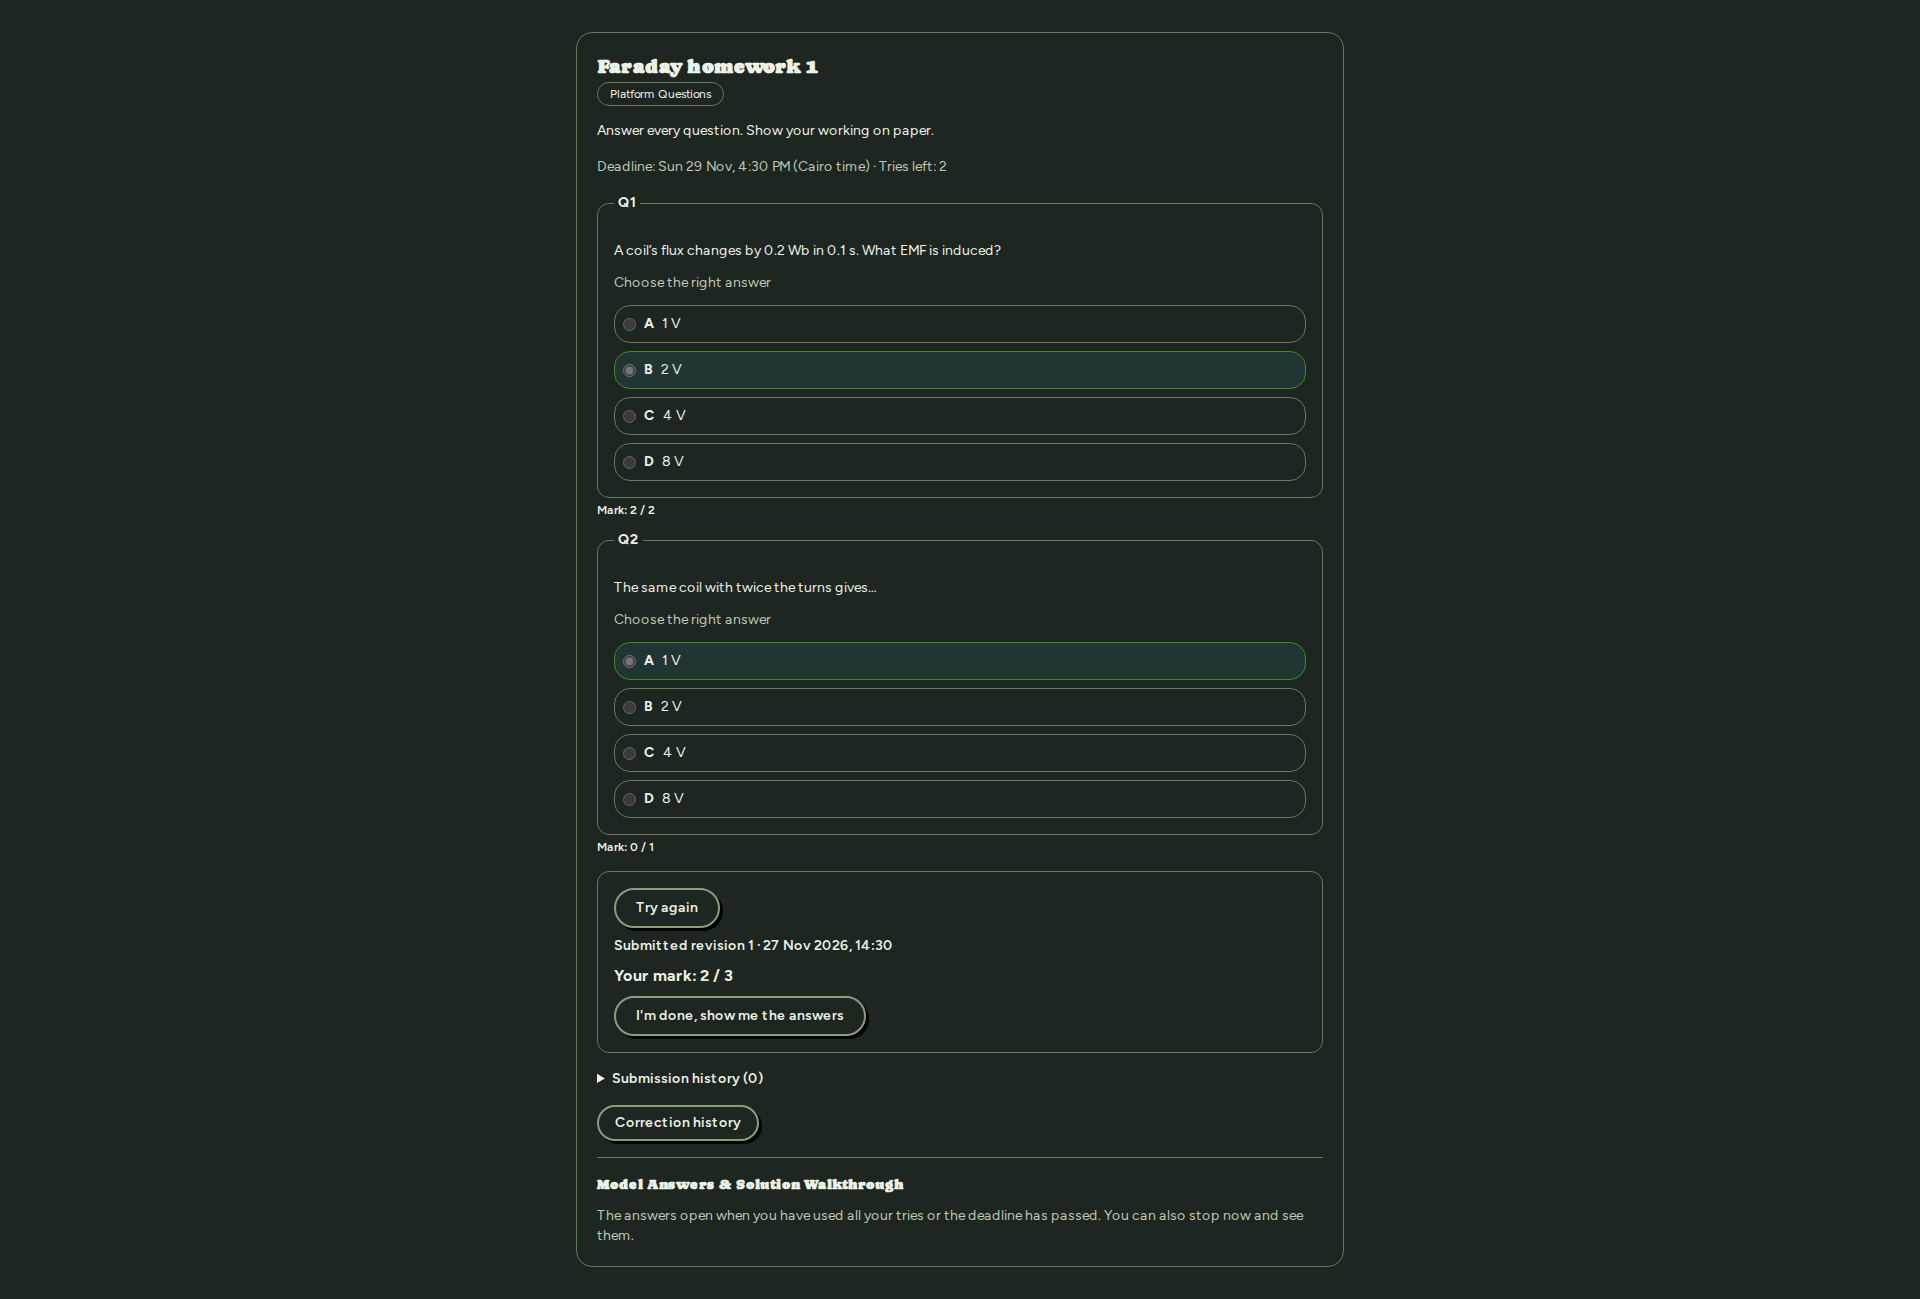 Faraday homework 1
Platform Questions
Answer every question. Show your working on paper.
Deadline: Sun 29 Nov, 4:30 PM (Cairo time) · Tries left: 2
Q1
A coil's flux changes by 0.2 Wb in 0.1 s. What EMF is induced?
Choose the right answer
A 1 V
B 2 V
C 4 V
D 8 V
Mark: 2 / 2
Q2
The same coil with twice the turns gives…
Choose the right answer
A 1 V
B 2 V
C 4 V
D 8 V
Mark: 0 / 1
Try again
Submitted revision 1 · 27 Nov 2026, 14:30
Your mark: 2 / 3
I'm done, show me the answers
Submission history (0)
Correction history
Model Answers & Solution Walkthrough
The answers open when you have used all your tries or the deadline has passed. You can also stop now and see
them.